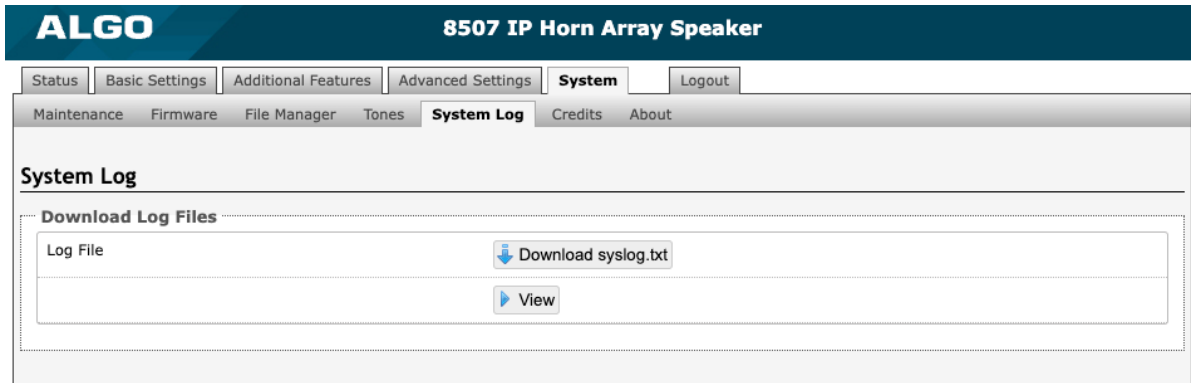 ALGO 8507 IP Horn Array Speaker
Status Basic Settings Additional Features Advanced Settings System Logout
Maintenance Firmware File Manager Tones System Log Credits About
System Log
Download Log Files
Log File Download syslog.txt
View